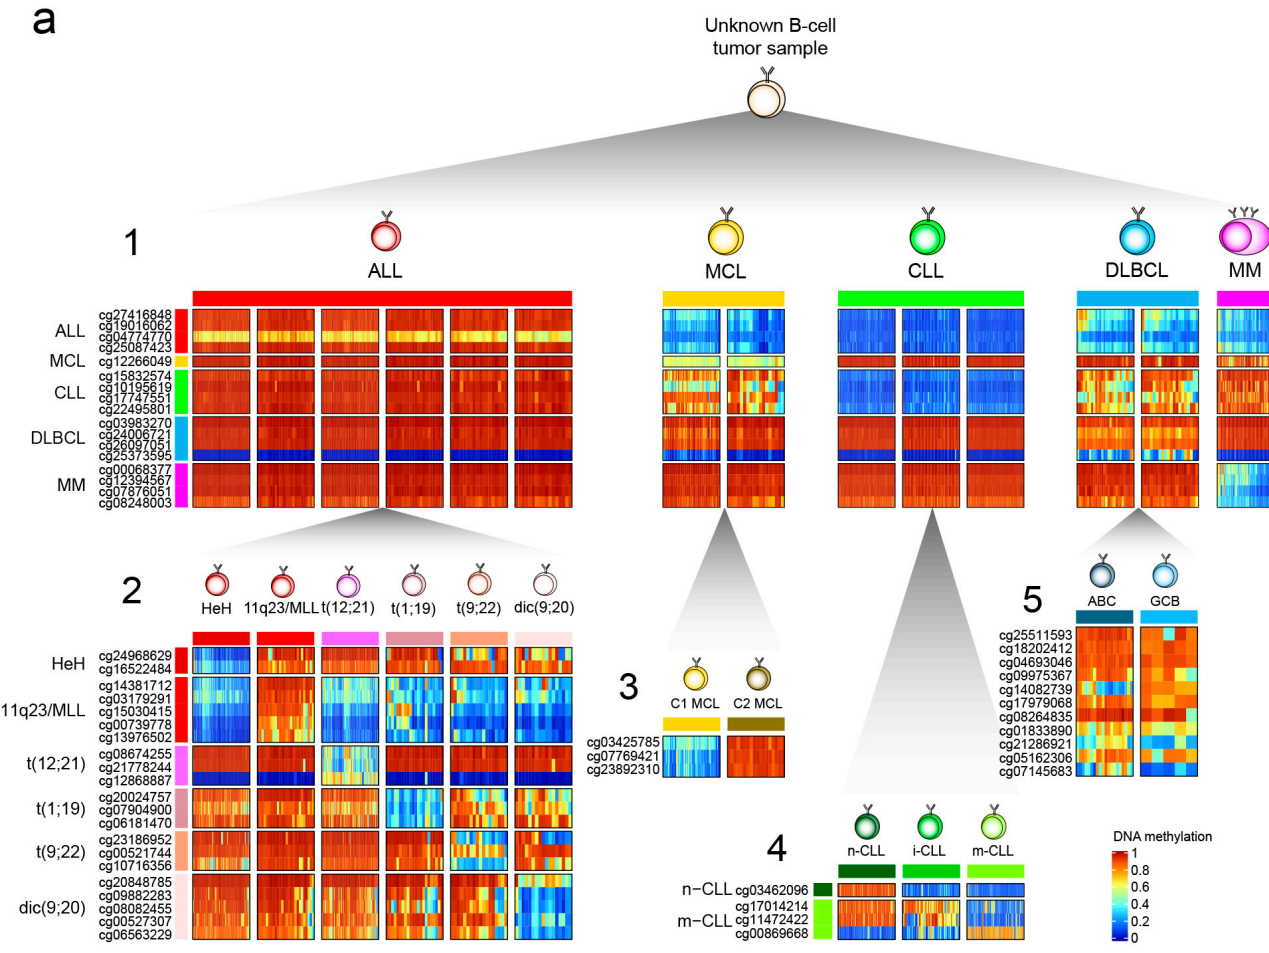 a
Unknown B-cell
tumor sample
1
ALL
MCL
CLL
DLBCL
MM
ALL
cg27416848
cg19016062
cg04774770
cg25087423
MCL
cg12266049
CLL
cg15832574
cg10195619
cg17747551
cg22495801
DLBCL
cg03983270
cg24006721
cg26097051
cg25373595
MM
cg00068377
cg12394567
cg07876051
cg08248003
2
HeH
11q23/MLL
t(12;21)
t(1;19)
t(9;22)
dic(9;20)
HeH
cg24968629
cg16522484
11q23/MLL
cg14381712
cg03179291
cg15030415
cg00739778
cg13976502
t(12;21)
cg08674255
cg21778244
cg12868887
t(1;19)
cg20024757
cg07904900
cg06181470
t(9;22)
cg23186952
cg00521744
cg10716356
dic(9;20)
cg20848785
cg09882283
cg08082455
cg00527307
cg06563229
3
C1 MCL
C2 MCL
cg03425785
cg07769421
cg23892310
4
n-CLL
i-CLL
m-CLL
n−CLL
cg03462096
m−CLL
cg17014214
cg11472422
cg00869668
5
ABC
GCB
cg25511593
cg18202412
cg04693046
cg09975367
cg14082739
cg17979068
cg08264835
cg01833890
cg21286921
cg05162306
cg07145683
DNA methylation
1
0.8
0.6
0.4
0.2
0